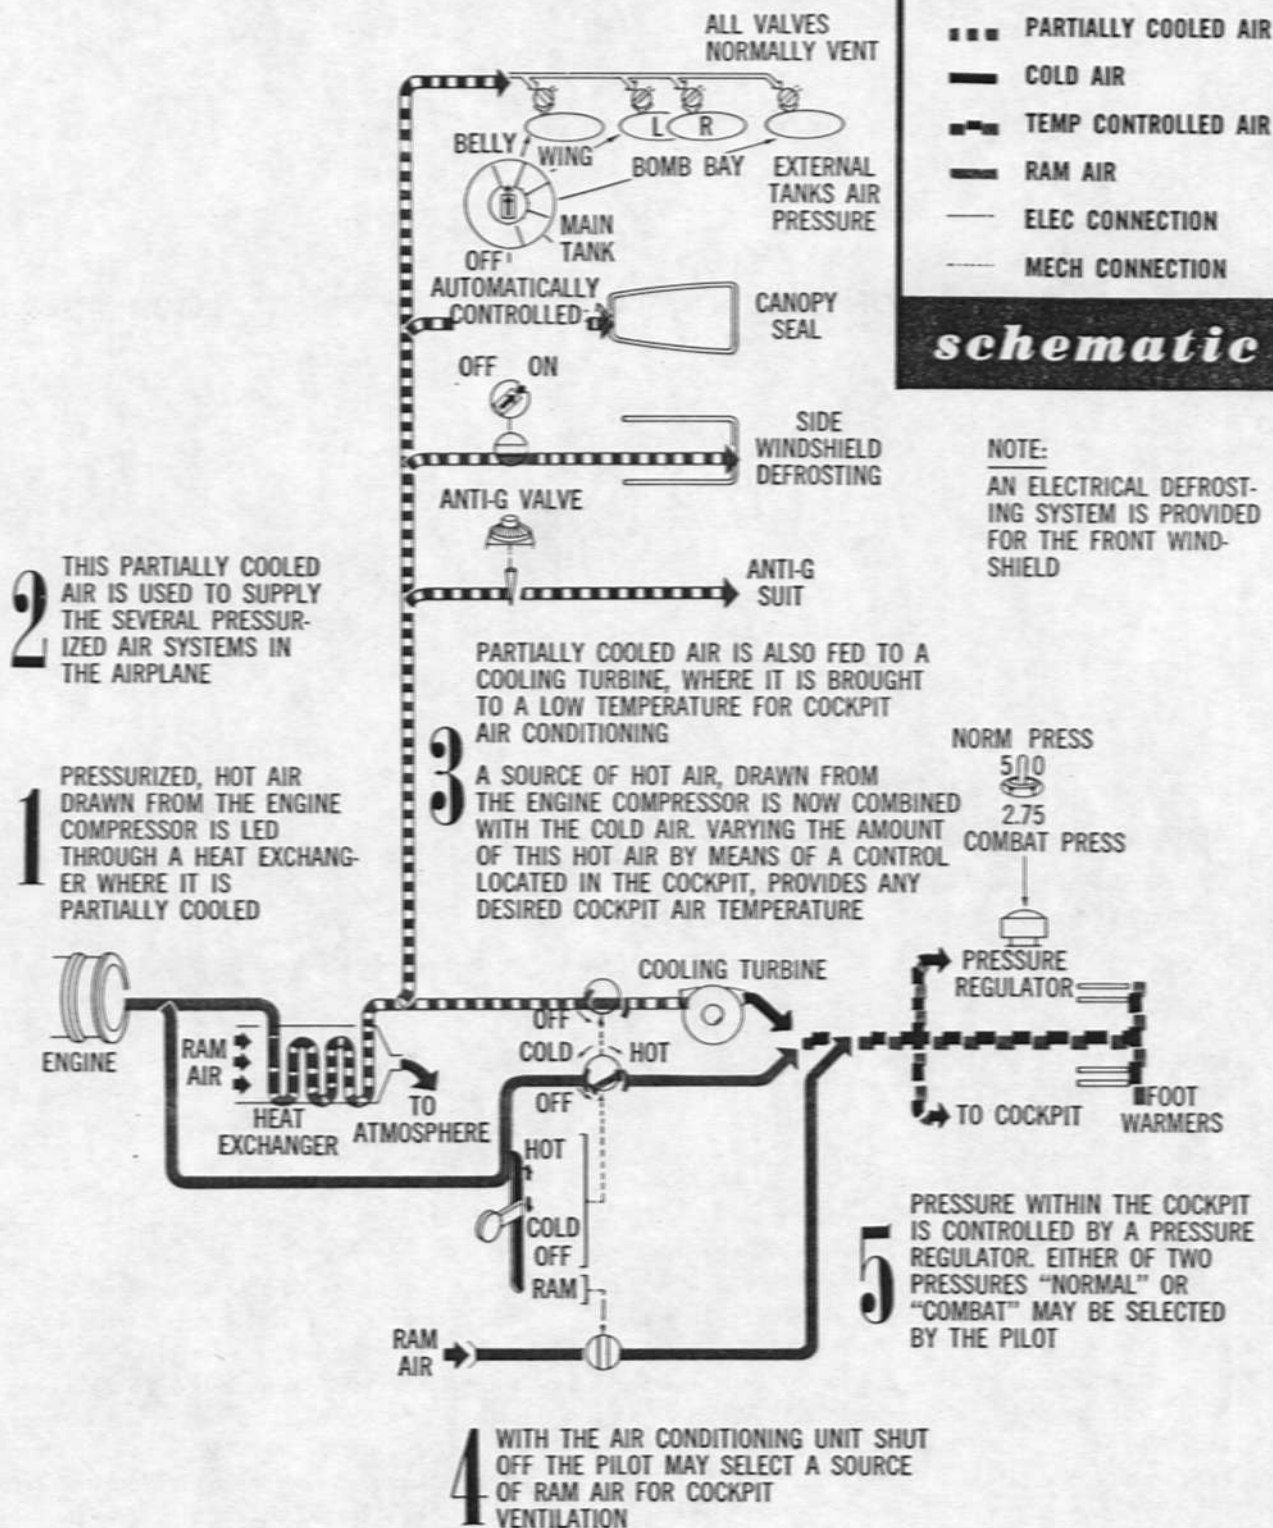 ALL VALVES
NORMALLY VENT
PARTIALLY COOLED AIR
COLD AIR
TEMP CONTROLLED AIR
RAM AIR
ELEC CONNECTION
MECH CONNECTION
schematic
BELLY
WING
L
R
BOMB BAY
EXTERNAL
TANKS AIR
PRESSURE
MAIN
TANK
OFF
AUTOMATICALLY
CONTROLLED
CANOPY
SEAL
OFF ON
SIDE
WINDSHIELD
DEFROSTING
NOTE:
AN ELECTRICAL DEFROST-
ING SYSTEM IS PROVIDED
FOR THE FRONT WIND-
SHIELD
ANTI-G VALVE
ANTI-G
SUIT
2
THIS PARTIALLY COOLED
AIR IS USED TO SUPPLY
THE SEVERAL PRESSUR-
IZED AIR SYSTEMS IN
THE AIRPLANE
1
PRESSURIZED, HOT AIR
DRAWN FROM THE ENGINE
COMPRESSOR IS LED
THROUGH A HEAT EXCHANG-
ER WHERE IT IS
PARTIALLY COOLED
3
PARTIALLY COOLED AIR IS ALSO FED TO A
COOLING TURBINE, WHERE IT IS BROUGHT
TO A LOW TEMPERATURE FOR COCKPIT
AIR CONDITIONING
A SOURCE OF HOT AIR, DRAWN FROM
THE ENGINE COMPRESSOR IS NOW COMBINED
WITH THE COLD AIR. VARYING THE AMOUNT
OF THIS HOT AIR BY MEANS OF A CONTROL
LOCATED IN THE COCKPIT, PROVIDES ANY
DESIRED COCKPIT AIR TEMPERATURE
NORM PRESS
5 0
2.75
COMBAT PRESS
PRESSURE
REGULATOR
COOLING TURBINE
OFF
COLD HOT
OFF
ENGINE
RAM
AIR
HEAT
EXCHANGER
TO
ATMOSPHERE
TO COCKPIT
FOOT
WARMERS
HOT
COLD
OFF
RAM
RAM
AIR
5
PRESSURE WITHIN THE COCKPIT
IS CONTROLLED BY A PRESSURE
REGULATOR. EITHER OF TWO
PRESSURES “NORMAL” OR
“COMBAT” MAY BE SELECTED
BY THE PILOT
4
WITH THE AIR CONDITIONING UNIT SHUT
OFF THE PILOT MAY SELECT A SOURCE
OF RAM AIR FOR COCKPIT
VENTILATION